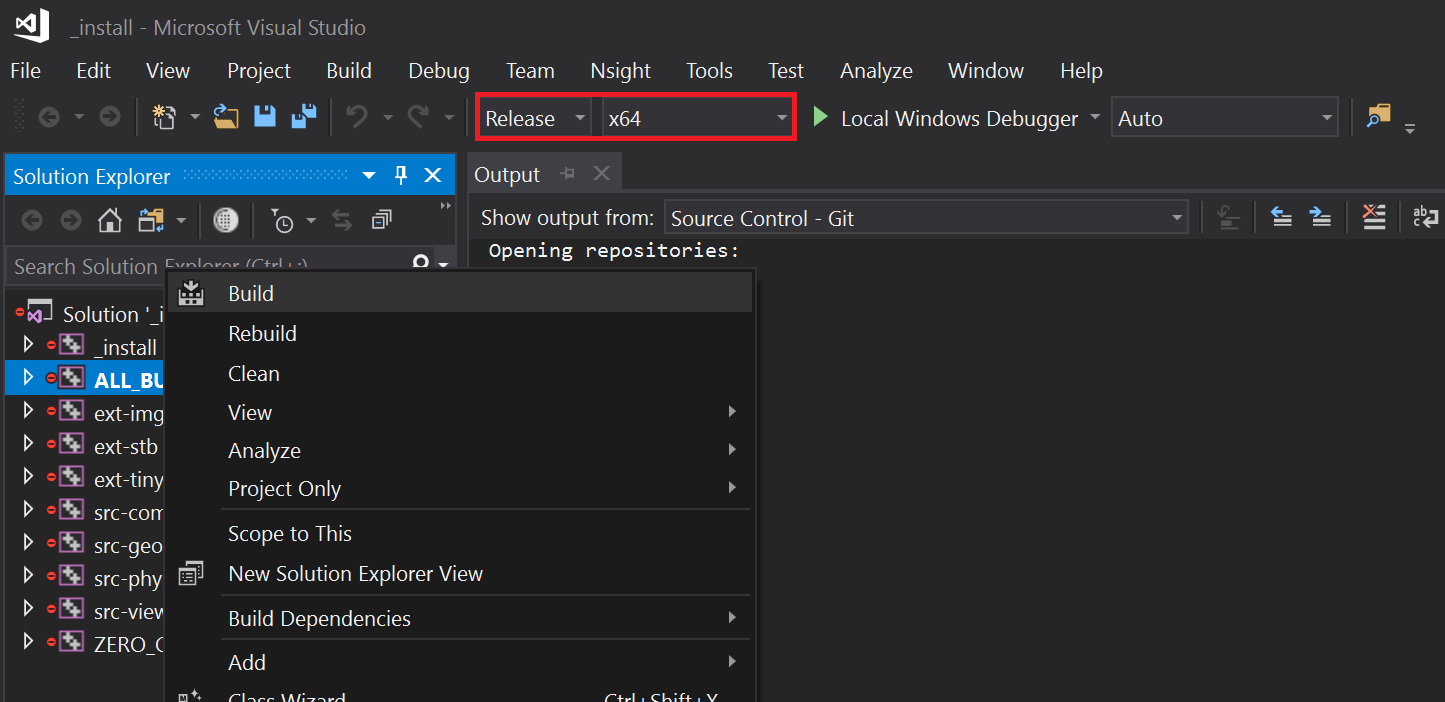 _install - Microsoft Visual Studio
File Edit View Project Build Debug Team Nsight Tools Test Analyze Window Help
Release x64 Local Windows Debugger Auto
Solution Explorer
Output
Show output from: Source Control - Git
Search Solution Explorer (Ctrl+;)
Opening repositories:
Solution '_i
_install
ALL_BU
ext-img
ext-stb
ext-tiny
src-com
src-geo
src-phy
src-view
ZERO_C
Build
Rebuild
Clean
View
Analyze
Project Only
Scope to This
New Solution Explorer View
Build Dependencies
Add
Class Wizard Ctrl+Shift+X